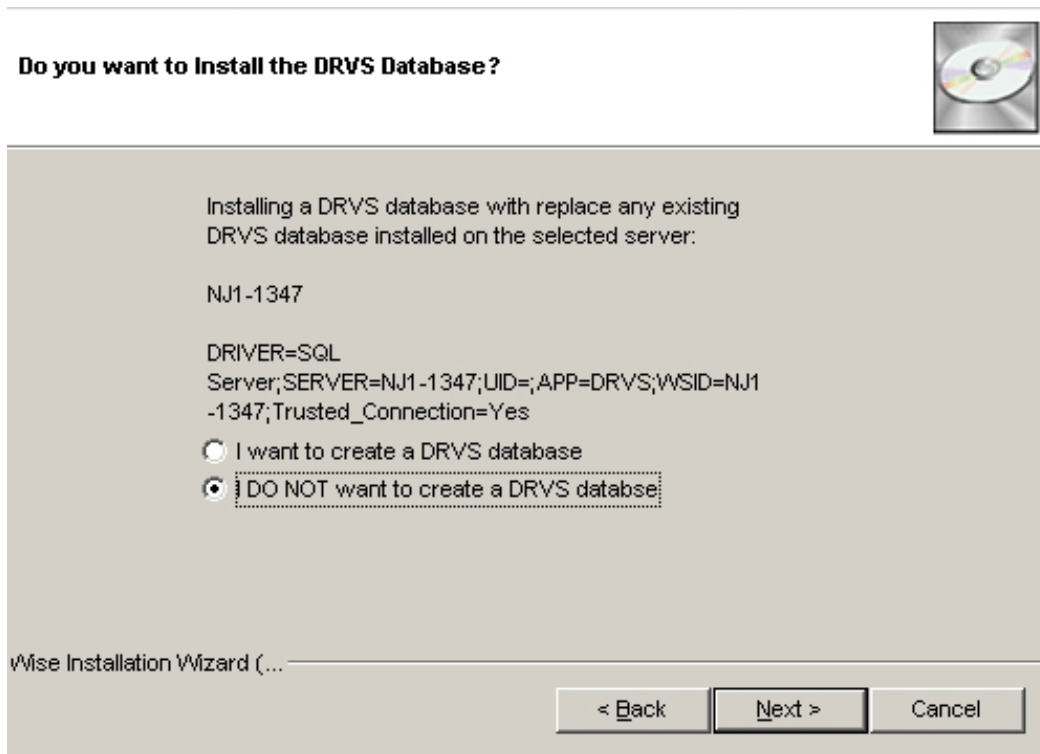 Do you want to Install the DRVS Database?
Installing a DRVS database with replace any existing
DRVS database installed on the selected server:
NJ1-1347
DRIVER=SQL
Server;SERVER=NJ1-1347;UID=;APP=DRVS;WSID=NJ1
-1347;Trusted_Connection=Yes
I want to create a DRVS database
I DO NOT want to create a DRVS databse
Wise Installation Wizard (...
< Back
Next >
Cancel